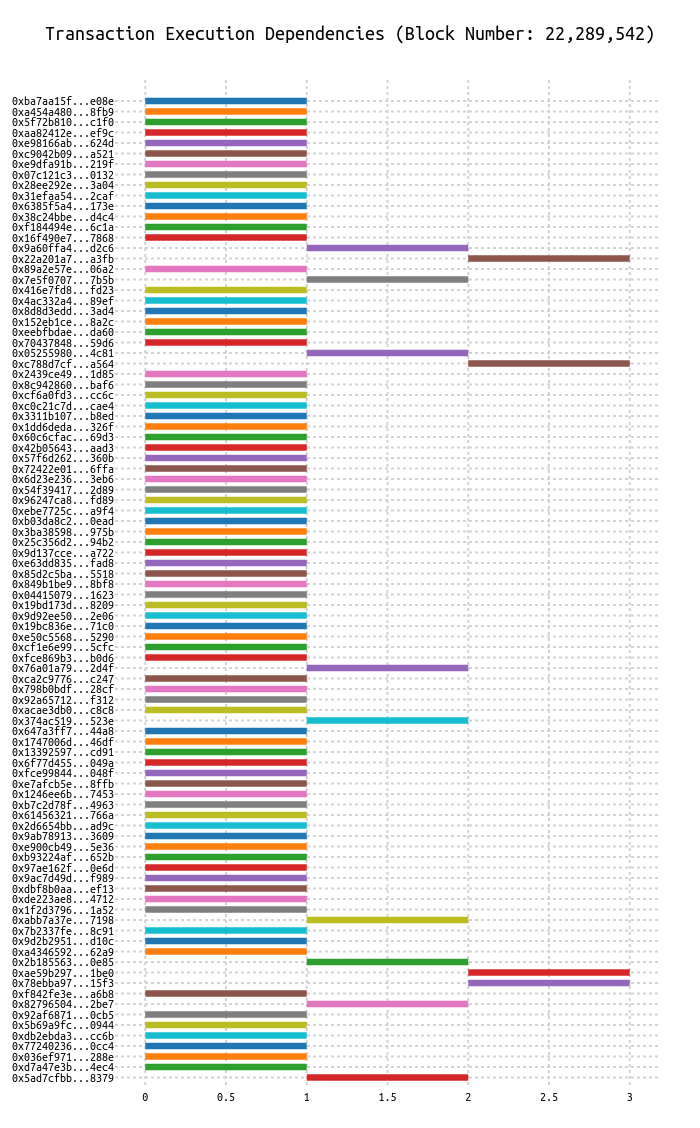 Transaction Execution Dependencies (Block Number: 22,289,542)
0xba7aa15f...e08e
0xa454a480...8fb9
0x5f72b810...c1f0
0xaa82412e...ef9c
0xe98166ab...624d
0xc9042b09...a521
0xe9dfa91b...219f
0x07c121c3...0132
0x28ee292e...3a04
0x31efaa54...2caf
0x6385f5a4...173e
0x38c24bbe...d4c4
0xf184494e...6c1a
0x16f490e7...7868
0x9a60ffa4...d2c6
0x22a201a7...a3fb
0x89a2e57e...06a2
0x7e5f0707...7b5b
0x416e7fd8...fd23
0x4ac332a4...89ef
0x8d8d3edd...3ad4
0x152eb1ce...8a2c
0xeebfbdae...da60
0x70437848...59d6
0x05255980...4c81
0xc788d7cf...a564
0x2439ce49...1d85
0x8c942860...baf6
0xcf6a0fd3...cc6c
0xc0c21c7d...cae4
0x3311b107...b8ed
0x1dd6deda...326f
0x60c6cfac...69d3
0x42b05643...aad3
0x57f6d262...360b
0x72422e01...6ffa
0x6d23e236...3eb6
0x54f39417...2d89
0x96247ca8...fd89
0xebe7725c...a9f4
0xb03da8c2...0ead
0x3ba38598...975b
0x25c356d2...94b2
0x9d137cce...a722
0xe63dd835...fad8
0x85d2c5ba...5518
0x849b1be9...8bf8
0x04415079...1623
0x19bd173d...8209
0x9d92ee50...2e06
0x19bc836e...71c0
0xe50c5568...5290
0xcf1e6e99...5cfc
0xfce869b3...b0d6
0x76a01a79...2d4f
0xca2c9776...c247
0x798b0bdf...28cf
0x92a65712...f312
0xacae3db0...c8c8
0x374ac519...523e
0x647a3ff7...44a8
0x1747006d...46df
0x13392597...cd91
0x6f77d455...049a
0xfce99844...048f
0xe7afcb5e...8ffb
0x1246ee6b...7453
0xb7c2d78f...4963
0x61456321...766a
0x2d6654bb...ad9c
0x9ab78913...3609
0xe900cb49...5e36
0xb93224af...652b
0x97ae162f...0e6d
0x9ac7d49d...f989
0xdbf8b0aa...ef13
0xde223ae8...4712
0x1f2d3796...1a52
0xabb7a37e...7198
0x7b2337fe...8c91
0x9d2b2951...d10c
0xa4346592...62a9
0x2b185563...0e85
0xae59b297...1be0
0x78ebba97...15f3
0xf842fe3e...a6b8
0x82796504...2be7
0x92af6871...0cb5
0x5b69a9fc...0944
0xdb2ebda3...cc6b
0x77240236...0cc4
0x036ef971...288e
0xd7a47e3b...4ec4
0x5ad7cfbb...8379
0 0.5 1 1.5 2 2.5 3